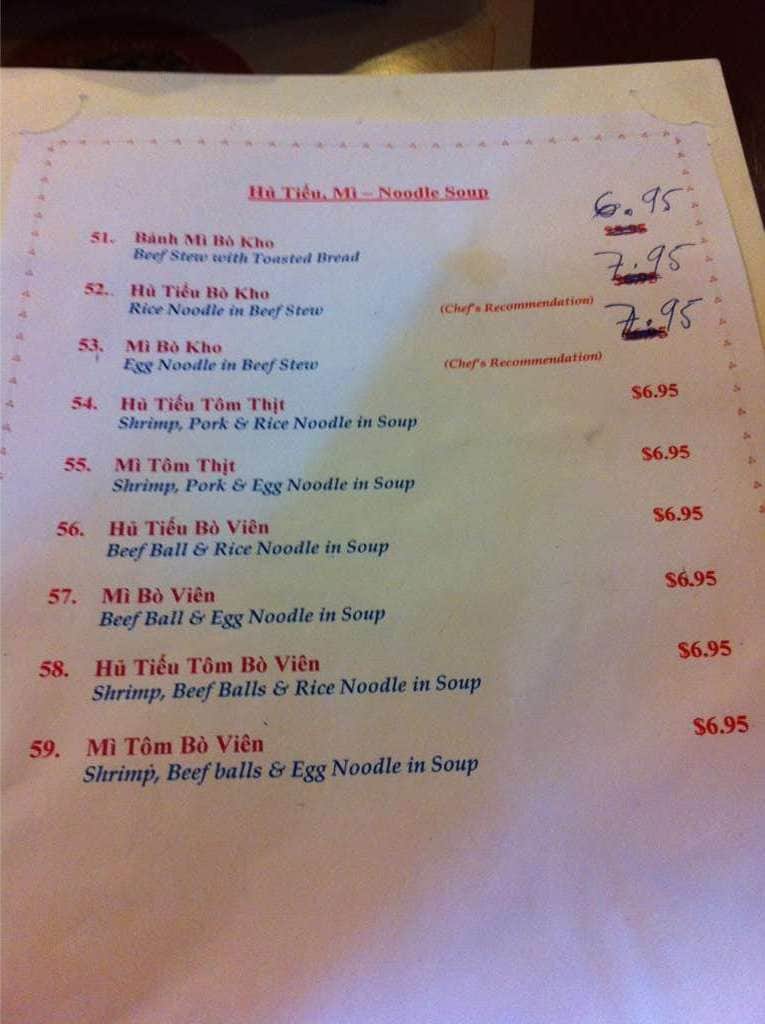 Hủ Tiếu, Mì – Noodle Soup
51. Bánh Mì Bò Kho 6.95
Beef Stew with Toasted Bread
52. Hủ Tiếu Bò Kho 7.95
Rice Noodle in Beef Stew (Chef's Recommendation)
53. Mì Bò Kho 7.95
Egg Noodle in Beef Stew (Chef's Recommendation)
54. Hủ Tiếu Tôm Thịt $6.95
Shrimp, Pork & Rice Noodle in Soup
55. Mì Tôm Thịt $6.95
Shrimp, Pork & Egg Noodle in Soup
56. Hủ Tiếu Bò Viên $6.95
Beef Ball & Rice Noodle in Soup
57. Mì Bò Viên $6.95
Beef Ball & Egg Noodle in Soup
58. Hủ Tiếu Tôm Bò Viên $6.95
Shrimp, Beef Balls & Rice Noodle in Soup
59. Mì Tôm Bò Viên $6.95
Shrimp, Beef balls & Egg Noodle in Soup